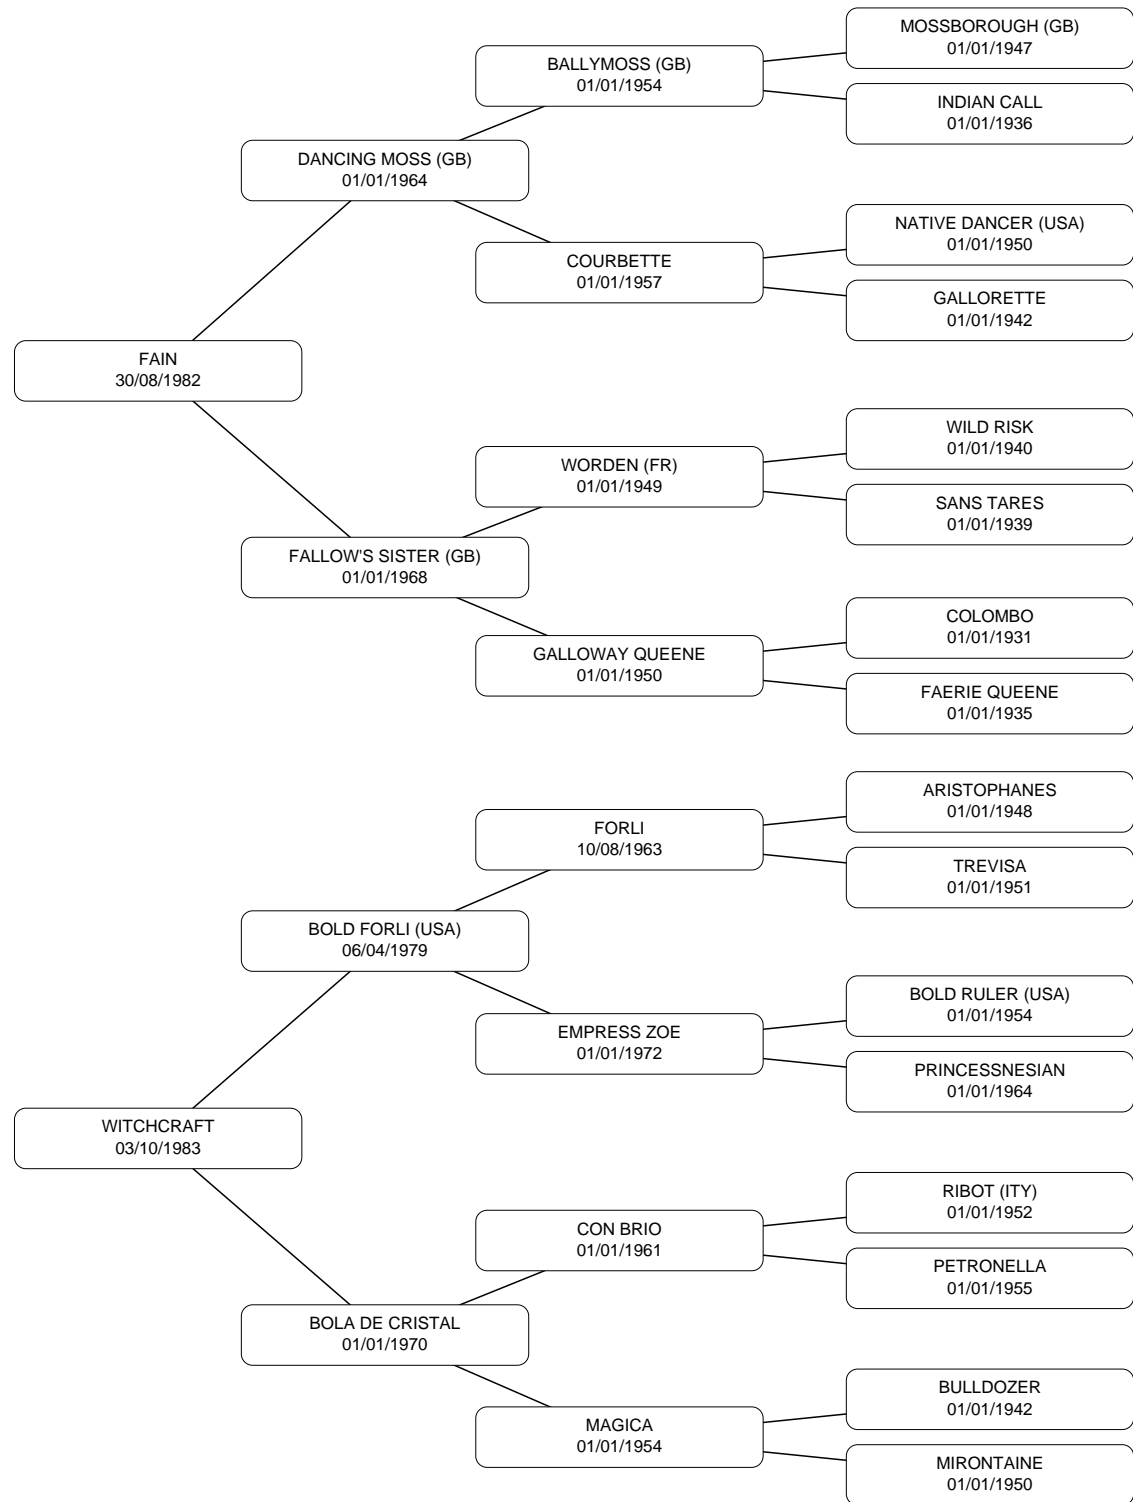 MOSSBOROUGH (GB)
01/01/1947
BALLYMOSS (GB)
01/01/1954
INDIAN CALL
01/01/1936
DANCING MOSS (GB)
01/01/1964
NATIVE DANCER (USA)
01/01/1950
COURBETTE
01/01/1957
GALLORETTE
01/01/1942
FAIN
30/08/1982
WILD RISK
01/01/1940
WORDEN (FR)
01/01/1949
SANS TARES
01/01/1939
FALLOW'S SISTER (GB)
01/01/1968
COLOMBO
01/01/1931
GALLOWAY QUEENE
01/01/1950
FAERIE QUEENE
01/01/1935
ARISTOPHANES
01/01/1948
FORLI
10/08/1963
TREVISA
01/01/1951
BOLD FORLI (USA)
06/04/1979
BOLD RULER (USA)
01/01/1954
EMPRESS ZOE
01/01/1972
PRINCESSNESIAN
01/01/1964
WITCHCRAFT
03/10/1983
RIBOT (ITY)
01/01/1952
CON BRIO
01/01/1961
PETRONELLA
01/01/1955
BOLA DE CRISTAL
01/01/1970
BULLDOZER
01/01/1942
MAGICA
01/01/1954
MIRONTAINE
01/01/1950